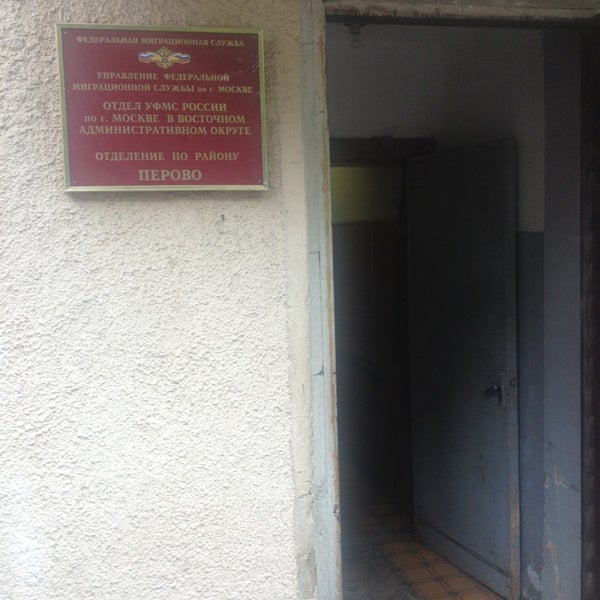 ФЕДЕРАЛЬНАЯ МИГРАЦИОННАЯ СЛУЖБА
УПРАВЛЕНИЕ ФЕДЕРАЛЬНОЙ
МИГРАЦИОННОЙ СЛУЖБЫ по г. МОСКВЕ
ОТДЕЛ УФМС РОССИИ
по г. МОСКВЕ В ВОСТОЧНОМ
АДМИНИСТРАТИВНОМ ОКРУГЕ
ОТДЕЛЕНИЕ ПО РАЙОНУ
ПЕРОВО